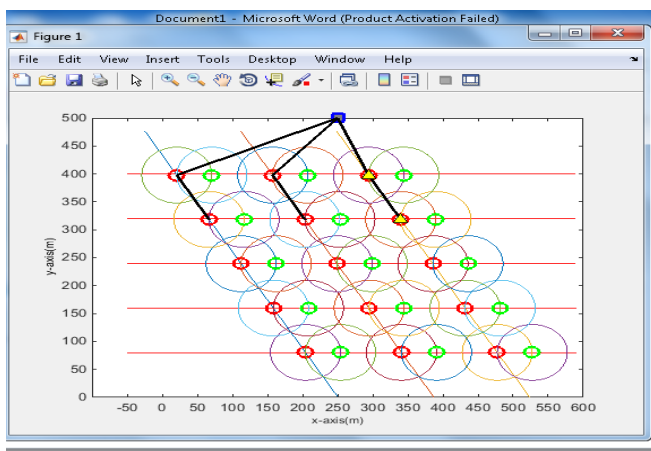 Document1 - Microsoft Word (Product Activation Failed)
Figure 1
File Edit View Insert Tools Desktop Window Help
500
450
400
350
300
250
200
150
100
50
0
y-axis(m)
-50 0 50 100 150 200 250 300 350 400 450 500 550 600
x-axis(m)